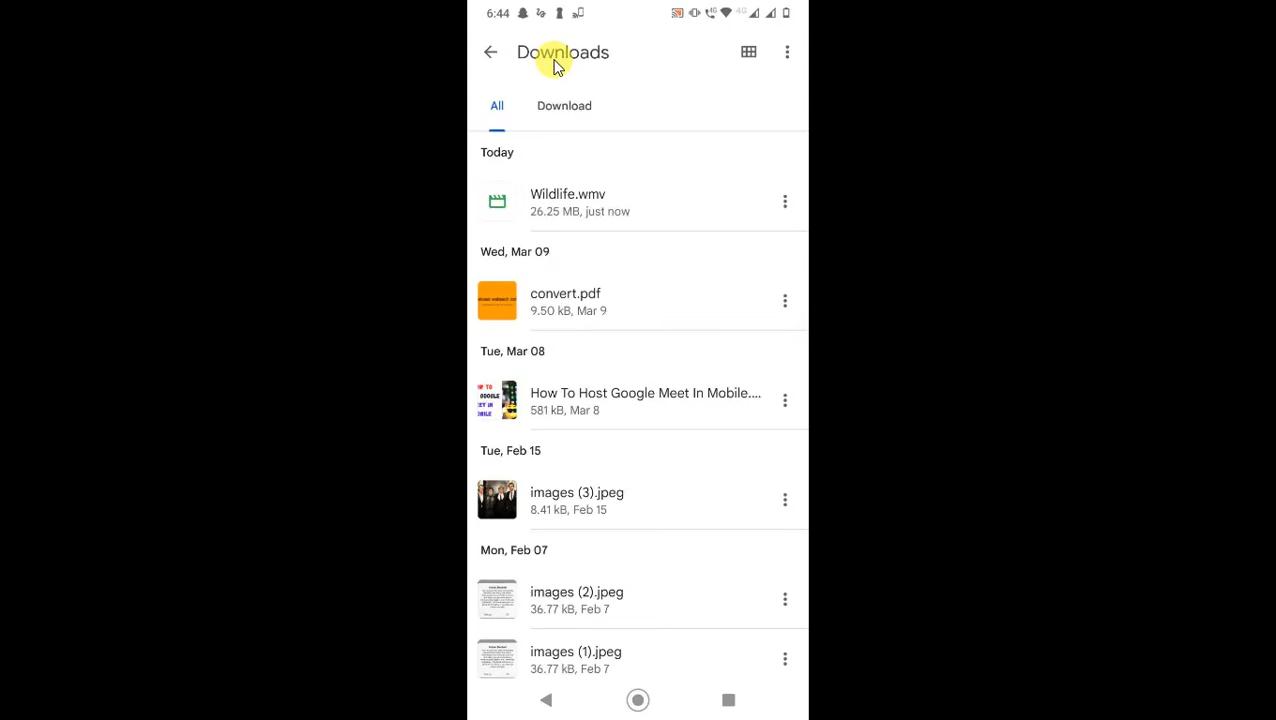 6:44
4G
4G
Downloads
All
Download
Today
Wildlife.wmv
26.25 MB, just now
Wed, Mar 09
convert.pdf
9.50 kB, Mar 9
Tue, Mar 08
How To Host Google Meet In Mobile....
581 kB, Mar 8
Tue, Feb 15
images (3).jpeg
8.41 kB, Feb 15
Mon, Feb 07
images (2).jpeg
36.77 kB, Feb 7
images (1).jpeg
36.77 kB, Feb 7